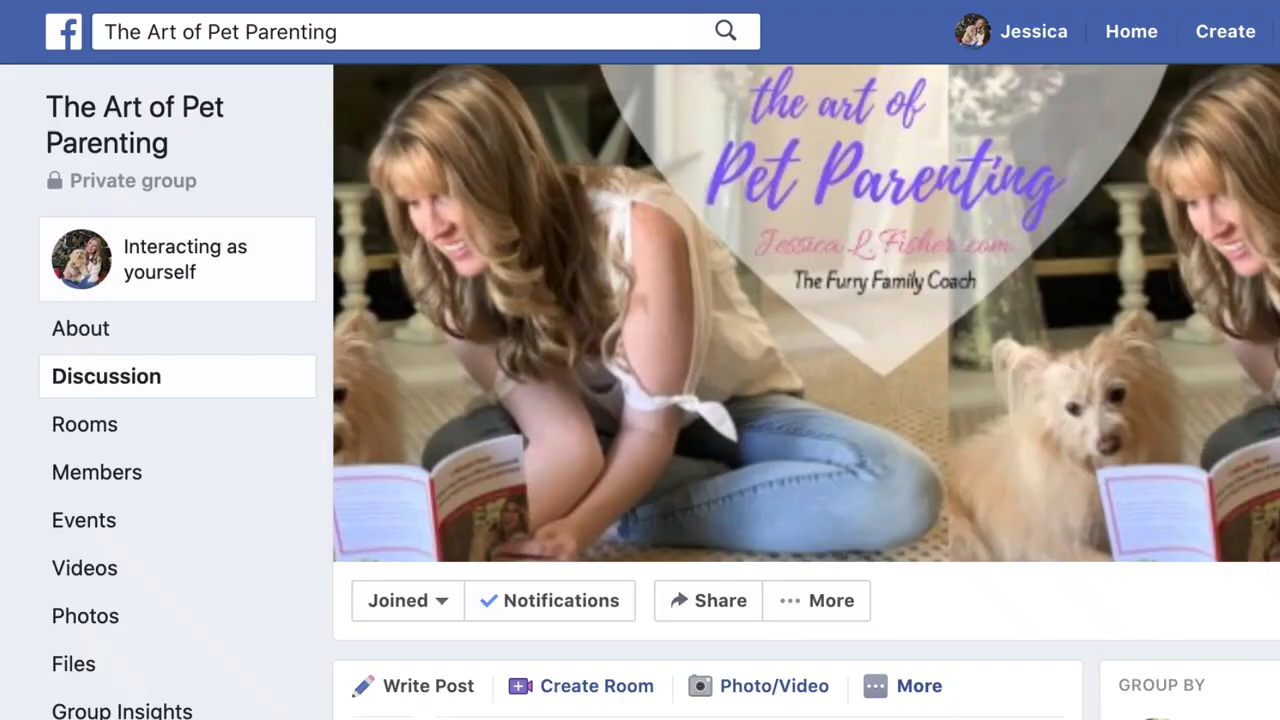 The Art of Pet Parenting
Jessica
Home
Create
The Art of Pet
Parenting
Private group
Interacting as
yourself
About
Discussion
Rooms
Members
Events
Videos
Photos
Files
Group Insights
the art of
Pet Parenting
Jessica L Fisher.com
The Furry Family Coach
Joined
Notifications
Share
More
Write Post
Create Room
Photo/Video
More
GROUP BY